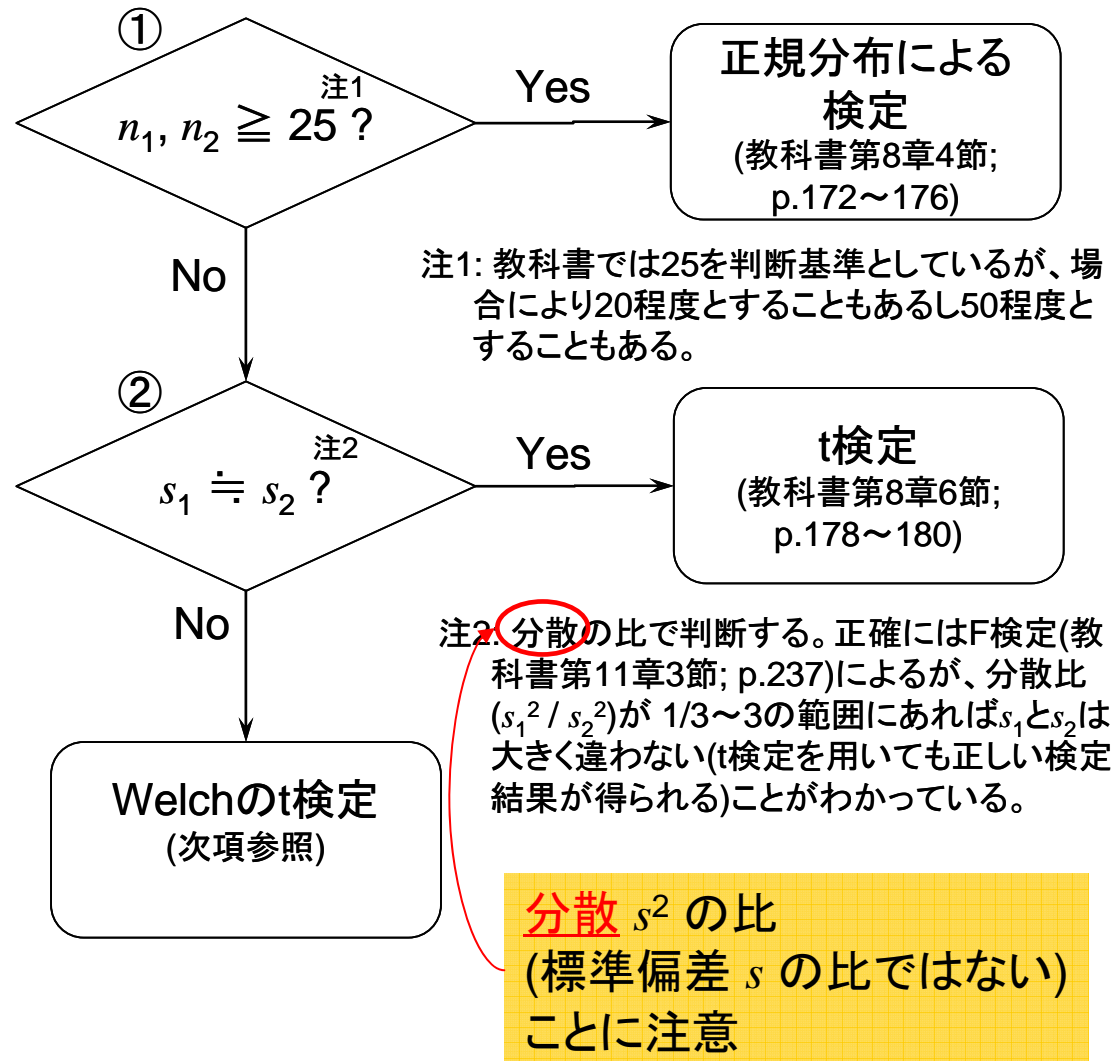 ①
n₁, n₂ ≧ 25 ?
注1
Yes
正規分布による
検定
(教科書第8章4節;
p.172～176)
No
注1: 教科書では25を判断基準としているが、場
合により20程度とすることもあるし50程度と
することもある。
②
s₁ ≒ s₂ ?
注2
Yes
t検定
(教科書第8章6節;
p.178～180)
No
注2: 分散の比で判断する。正確にはF検定(教
科書第11章3節; p.237)によるが、分散比
(s₁² / s₂²)が 1/3～3の範囲にあればs₁とs₂は
大きく違わない(t検定を用いても正しい検定
結果が得られる)ことがわかっている。
Welchのt検定
(次項参照)
分散 s² の比
(標準偏差 s の比ではない)
ことに注意